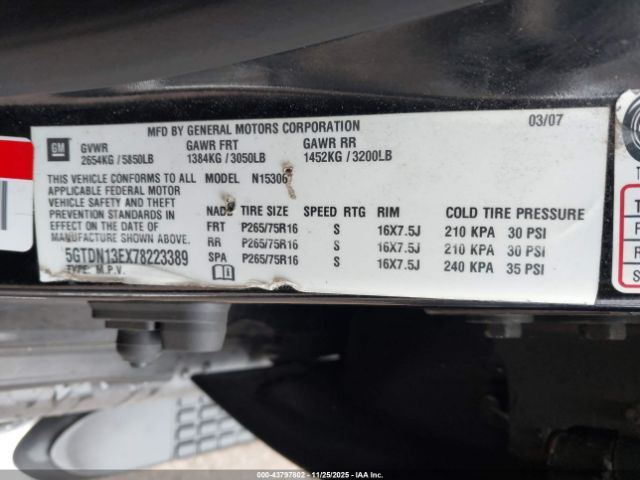 MFD BY GENERAL MOTORS CORPORATION 03/07
GM GVWR GAWR FRT GAWR RR
2654KG / 5850LB 1384KG / 3050LB 1452KG / 3200LB
THIS VEHICLE CONFORMS TO ALL MODEL N15306
APPLICABLE FEDERAL MOTOR
VEHICLE SAFETY AND THEFT
PREVENTION STANDARDS IN
EFFECT ON THE DATE OF
MANUFACTURE SHOWN ABOVE.
5GTDN13EX78223389
TYPE: M.P.V.
TIRE SIZE SPEED RTG RIM COLD TIRE PRESSURE
FRT P265/75R16 S 16X7.5J 210 KPA 30 PSI
RR P265/75R16 S 16X7.5J 210 KPA 30 PSI
SPA P265/75R16 S 16X7.5J 240 KPA 35 PSI
T
T
F
R
S
000-43797802 - 11/25/2025 - IAA Inc.